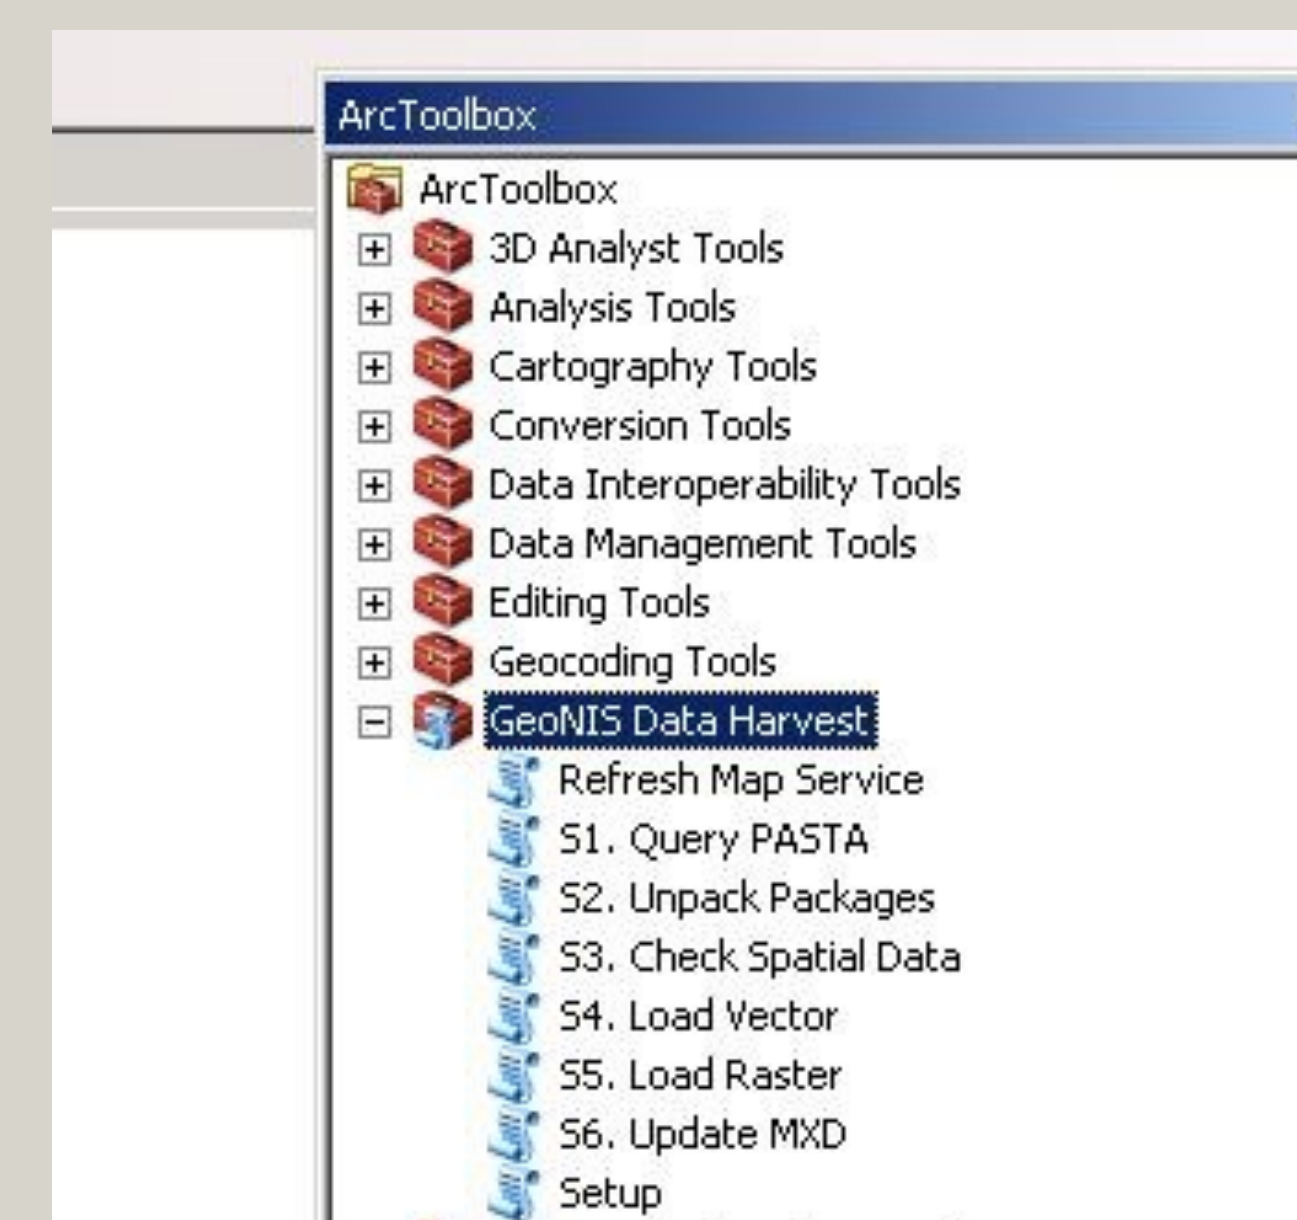 ArcToolbox
ArcToolbox
3D Analyst Tools
Analysis Tools
Cartography Tools
Conversion Tools
Data Interoperability Tools
Data Management Tools
Editing Tools
Geocoding Tools
GeoNIS Data Harvest
Refresh Map Service
S1. Query PASTA
S2. Unpack Packages
S3. Check Spatial Data
S4. Load Vector
S5. Load Raster
S6. Update MXD
Setup